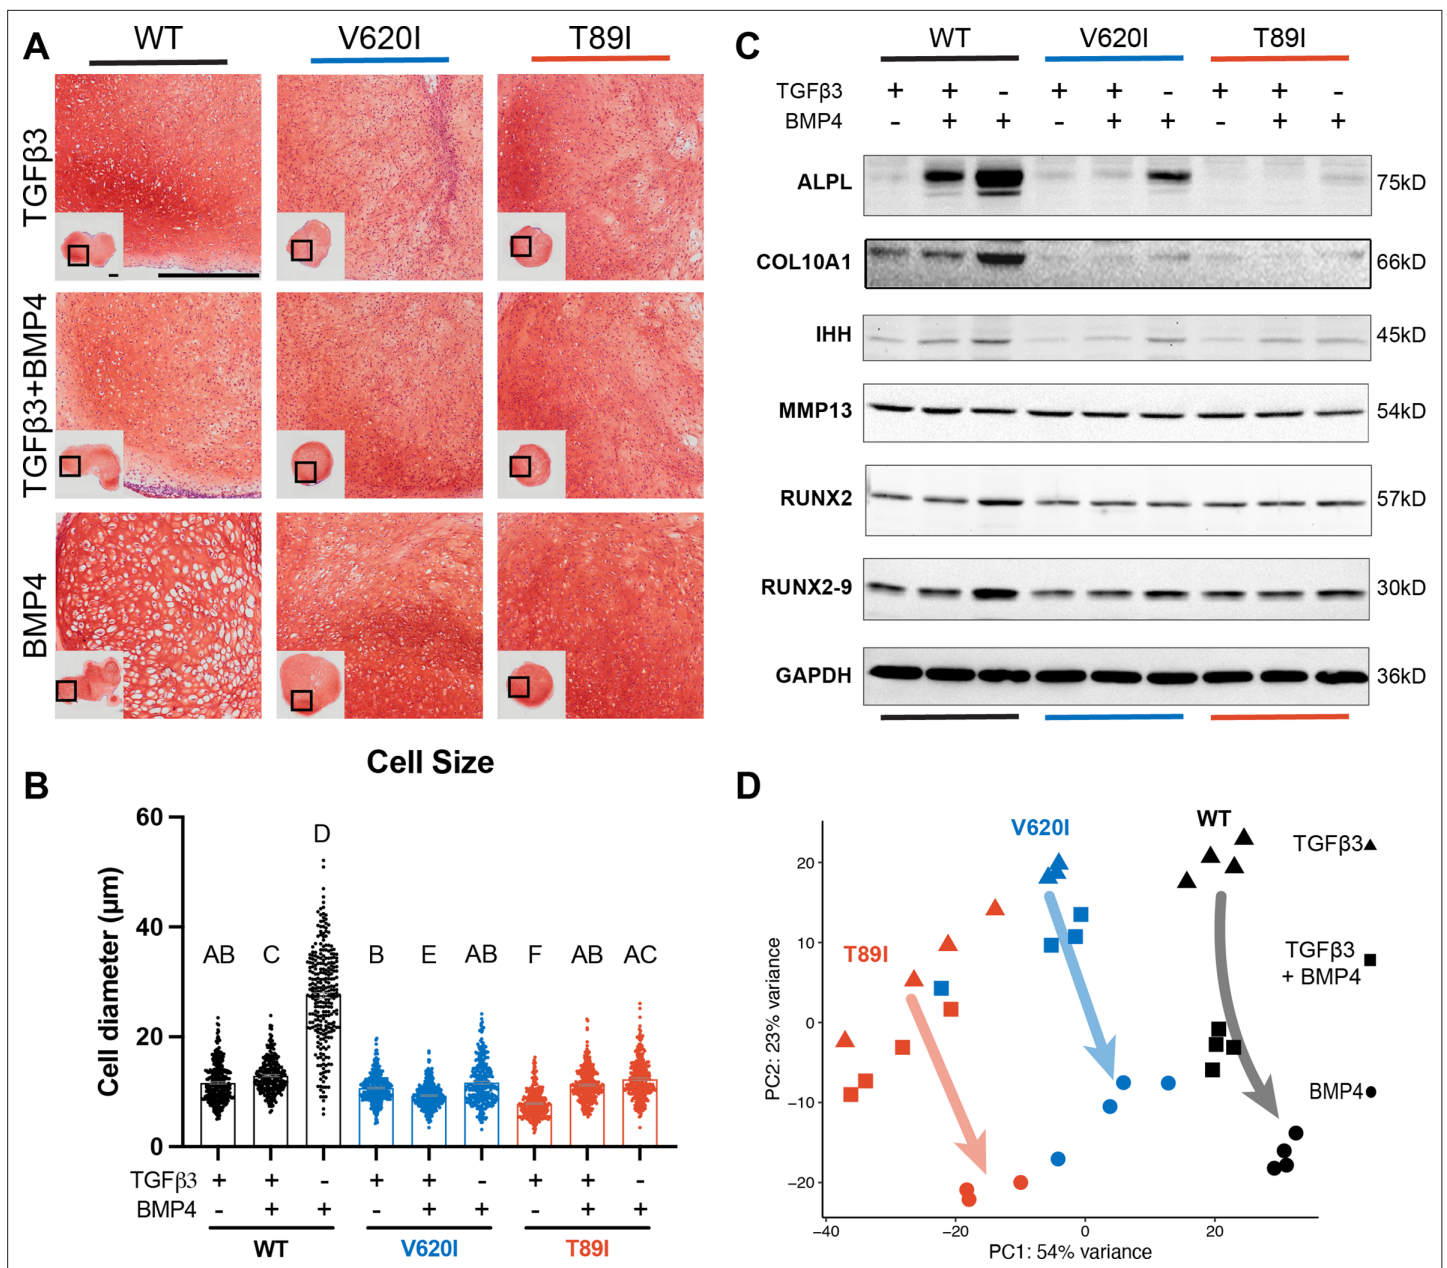 A
WT V620I T89I
TGFβ3
TGFβ3+BMP4
BMP4
C
WT V620I T89I
TGFβ3 + + - + + - + + -
BMP4 - + + - + + - + +
ALPL 75kD
COL10A1 66kD
IHH 45kD
MMP13 54kD
RUNX2 57kD
RUNX2-9 30kD
GAPDH 36kD
B
Cell Size
Cell diameter (µm)
60
40
20
0
AB C D B E AB F AB AC
TGFβ3 + + - + + - + + -
BMP4 - + + - + + - + +
WT V620I T89I
D
V620I WT
T89I
TGFβ3
TGFβ3
+ BMP4
BMP4
PC2: 23% variance
20
10
0
−10
−20
−40 −20 0 20
PC1: 54% variance